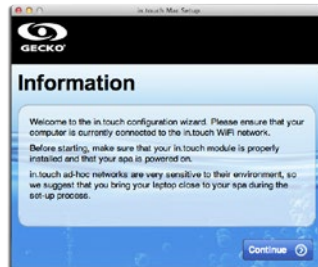 in.touch Mac Setup
GECKO
Information
Welcome to the in.touch configuration wizard. Please ensure that your
computer is currently connected to the in.touch WiFi network.
Before starting, make sure that your in.touch module is properly
installed and that your spa is powered on.
in.touch ad-hoc networks are very sensitive to their environment, so
we suggest that you bring your laptop close to your spa during the
set-up process.
Continue